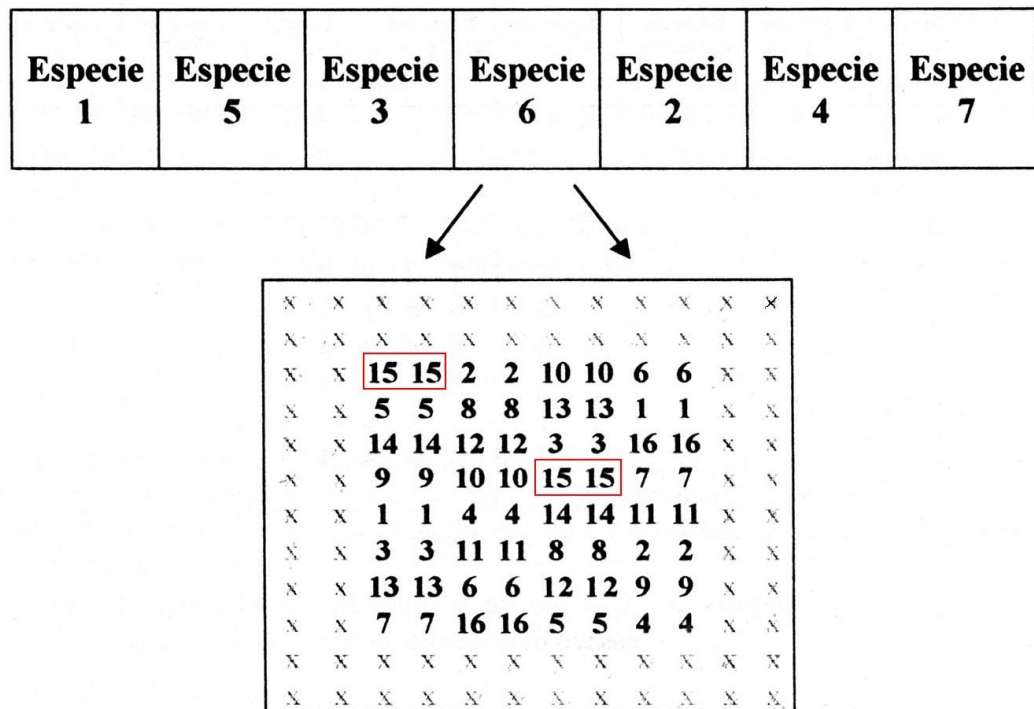 Especie Especie Especie Especie Especie Especie Especie
1 5 3 6 2 4 7
X X X X X X X X X X X X
X X X X X X X X X X X X
X X 15 15 2 2 10 10 6 6 X X
X X 5 5 8 8 13 13 1 1 X X
X X 14 14 12 12 3 3 16 16 X X
X X 9 9 10 10 15 15 7 7 X X
X X 1 1 4 4 14 14 11 11 X X
X X 3 3 11 11 8 8 2 2 X X
X X 13 13 6 6 12 12 9 9 X X
X X 7 7 16 16 5 5 4 4 X X
X X X X X X X X X X X X
X X X X X X X X X X X X